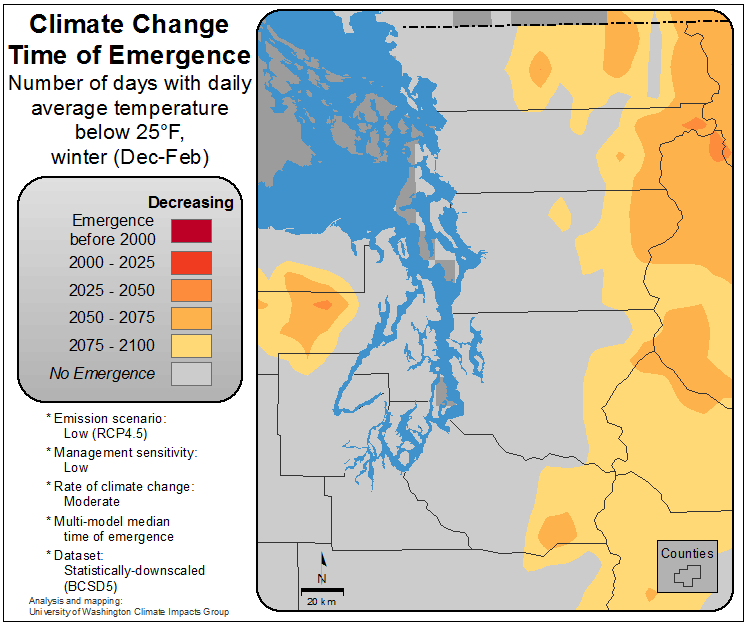 Climate Change
Time of Emergence
Number of days with daily
average temperature
below 25°F,
winter (Dec-Feb)
Decreasing
Emergence
before 2000
2000 - 2025
2025 - 2050
2050 - 2075
2075 - 2100
No Emergence
* Emission scenario:
Low (RCP4.5)
* Management sensitivity:
Low
* Rate of climate change:
Moderate
* Multi-model median
time of emergence
* Dataset:
Statistically-downscaled
(BCSD5)
Analysis and mapping:
University of Washington Climate Impacts Group
N
20 km
Counties